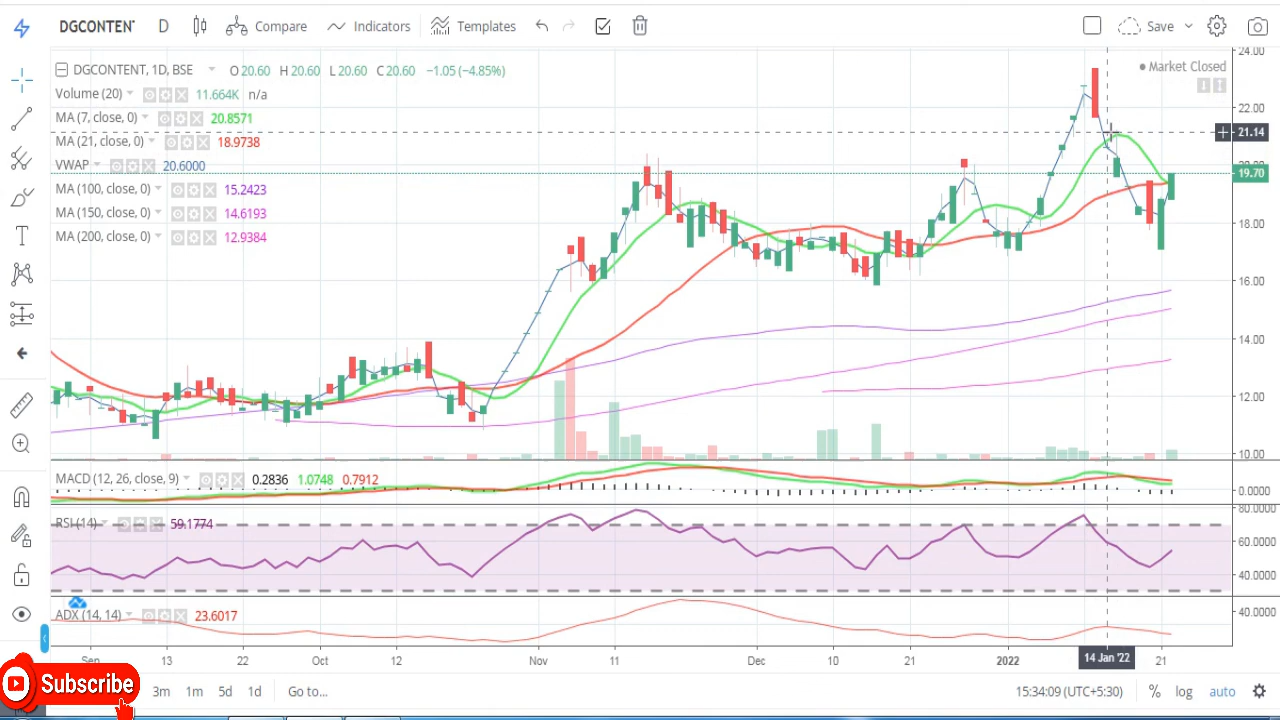 DGCONTENT D Compare Indicators Templates Save
DGCONTENT, 1D, BSE O 20.60 H 20.60 L 20.60 C 20.60 −1.05 (−4.85%)
Market Closed
Volume (20) 11.664K n/a
MA (7, close, 0) 20.8571
MA (21, close, 0) 18.9738
VWAP 20.6000
MA (100, close, 0) 15.2423
MA (150, close, 0) 14.6193
MA (200, close, 0) 12.9384
24.00
22.00
21.14
19.70
18.00
16.00
14.00
12.00
10.00
MACD (12, 26, close, 9) 0.2836 1.0748 0.7912
0.0000
RSI (14) 59.1774
80.0000
60.0000
40.0000
ADX (14, 14) 23.6017
40.0000
Sep 13 22 Oct 12 Nov 11 Dec 10 21 2022 14 Jan '22 21
Subscribe
3m 1m 5d 1d Go to... 15:34:09 (UTC+5:30) % log auto